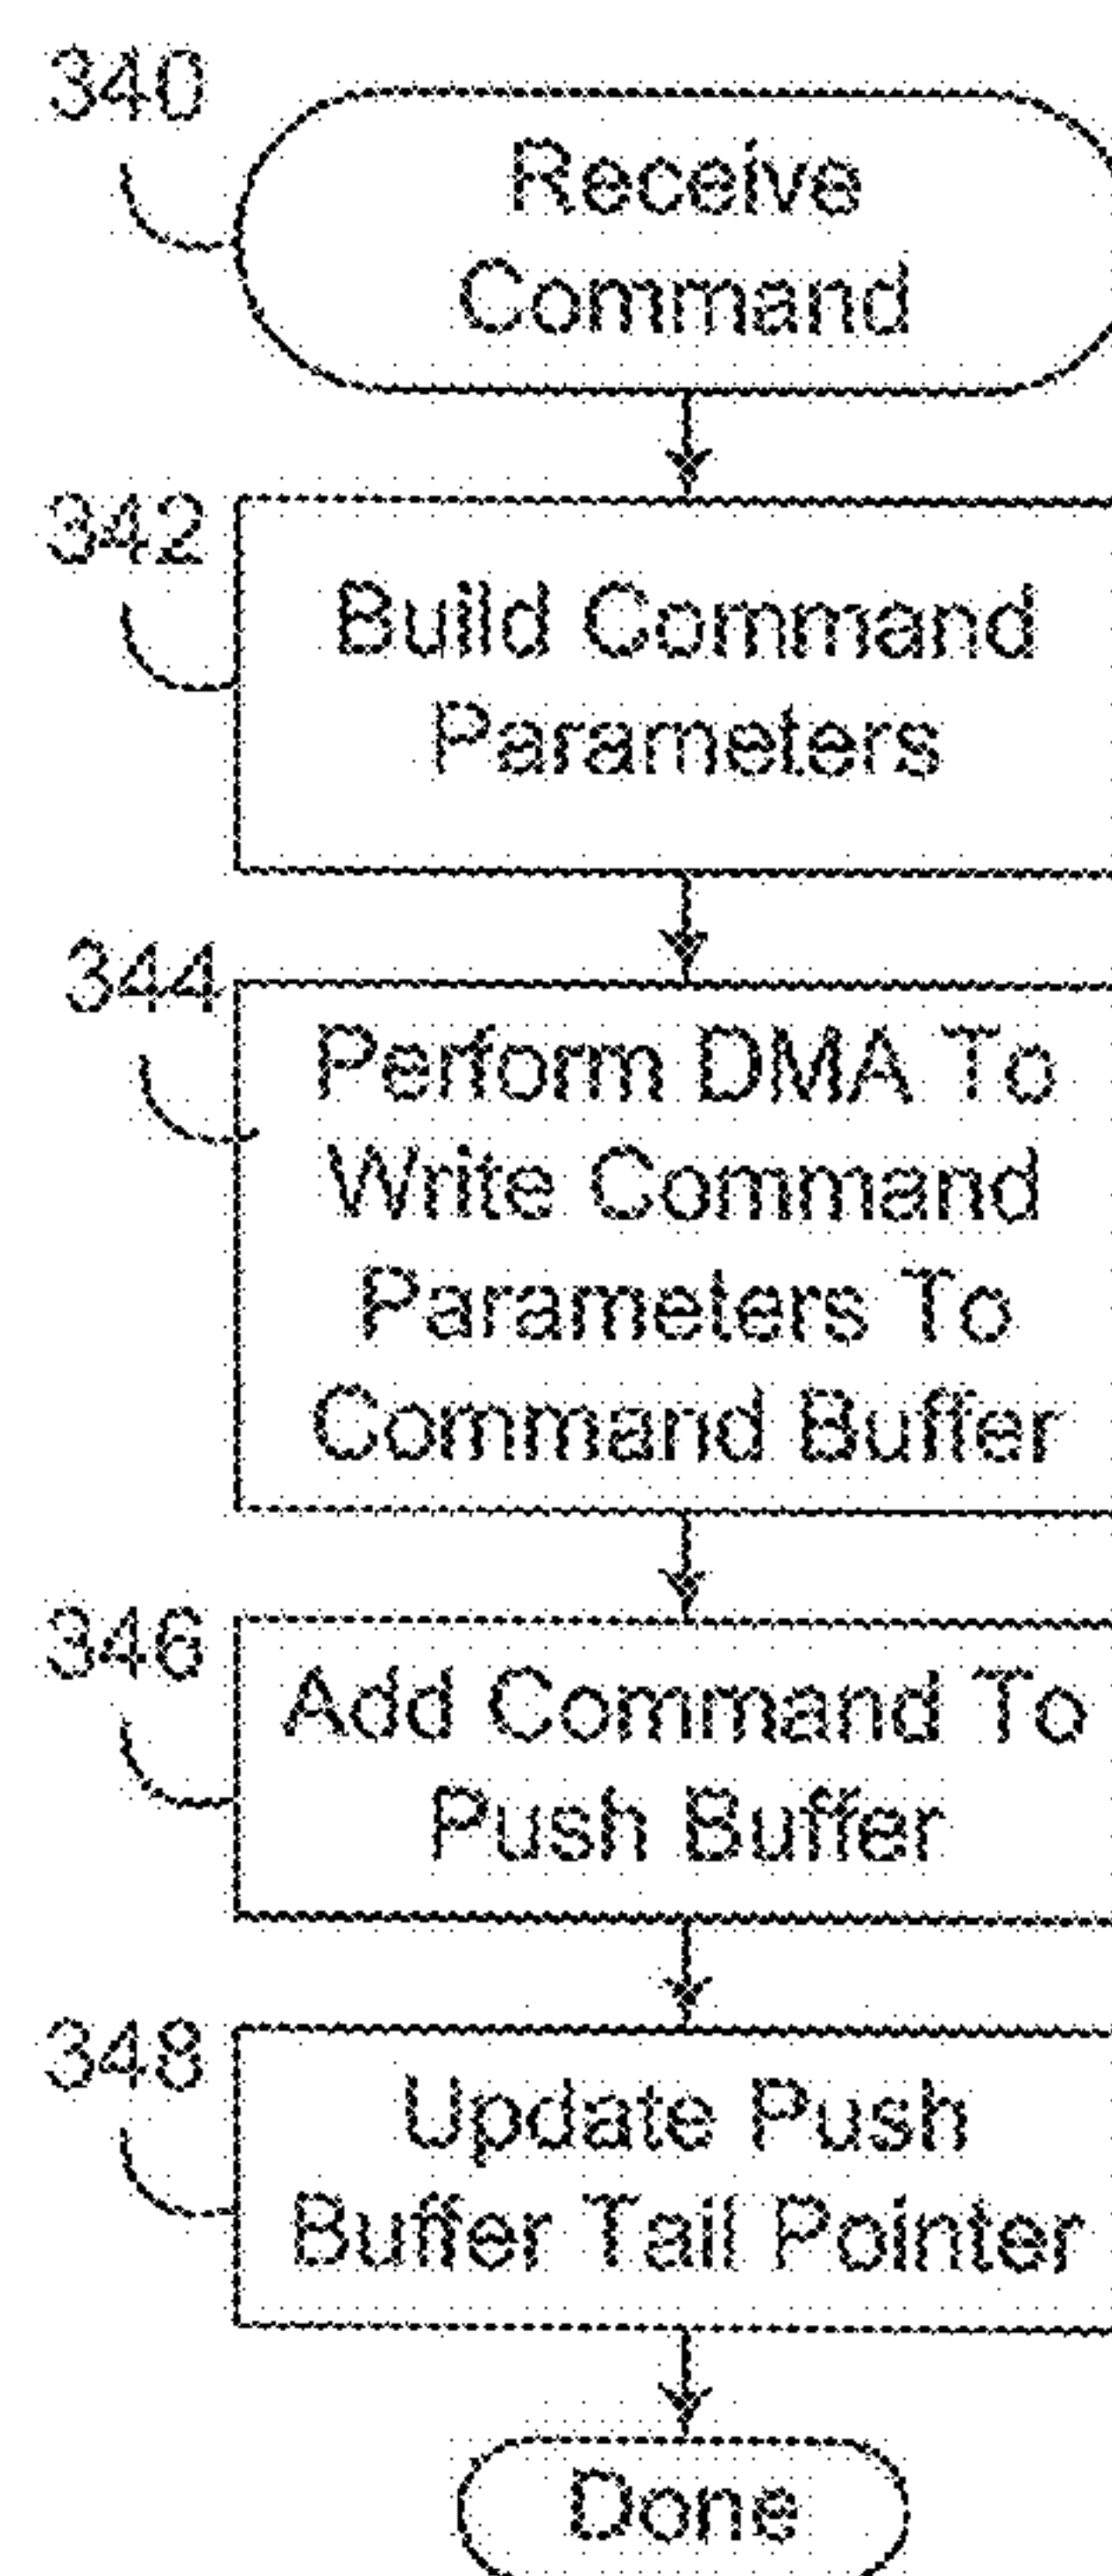 340
Receive
Command
342
Build Command
Parameters
344
Perform DMA To
Write Command
Parameters To
Command Buffer
346
Add Command To
Push Buffer
348
Update Push
Buffer Tail Pointer
Done